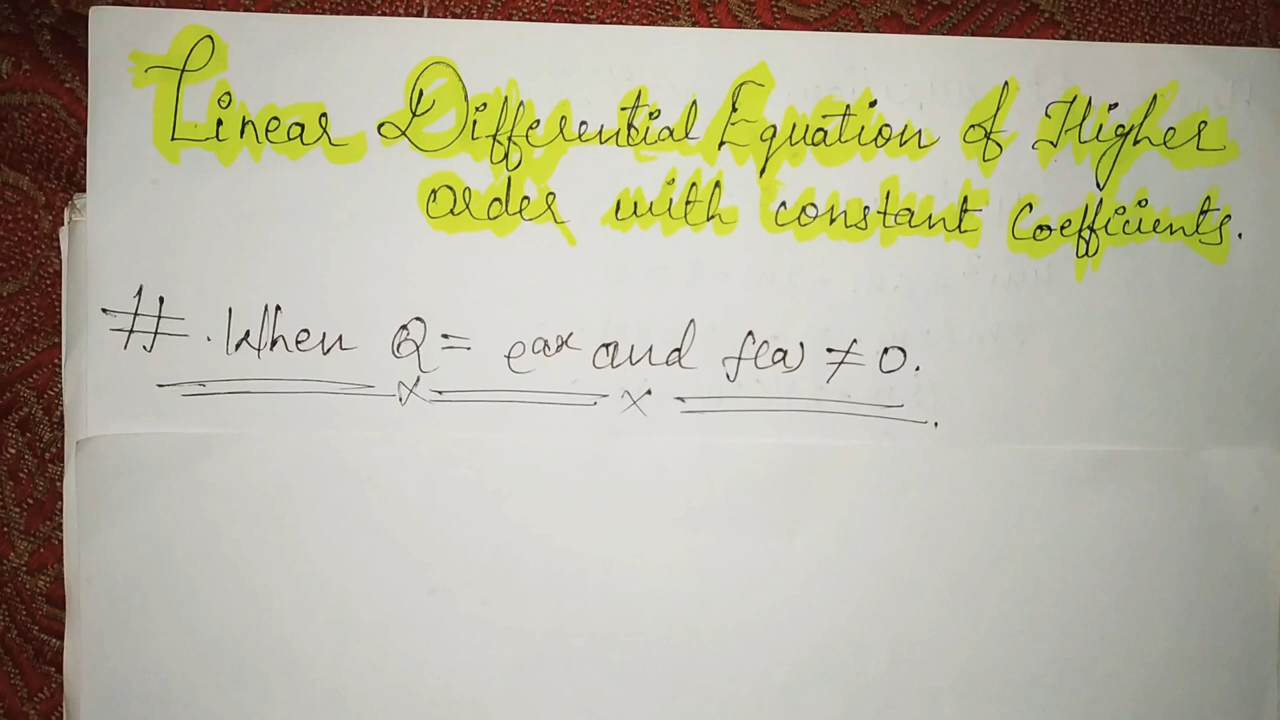 Linear Differential Equation of Higher
order with constant Coefficients.
#. When Q = e^ax and f(a) ≠ 0.